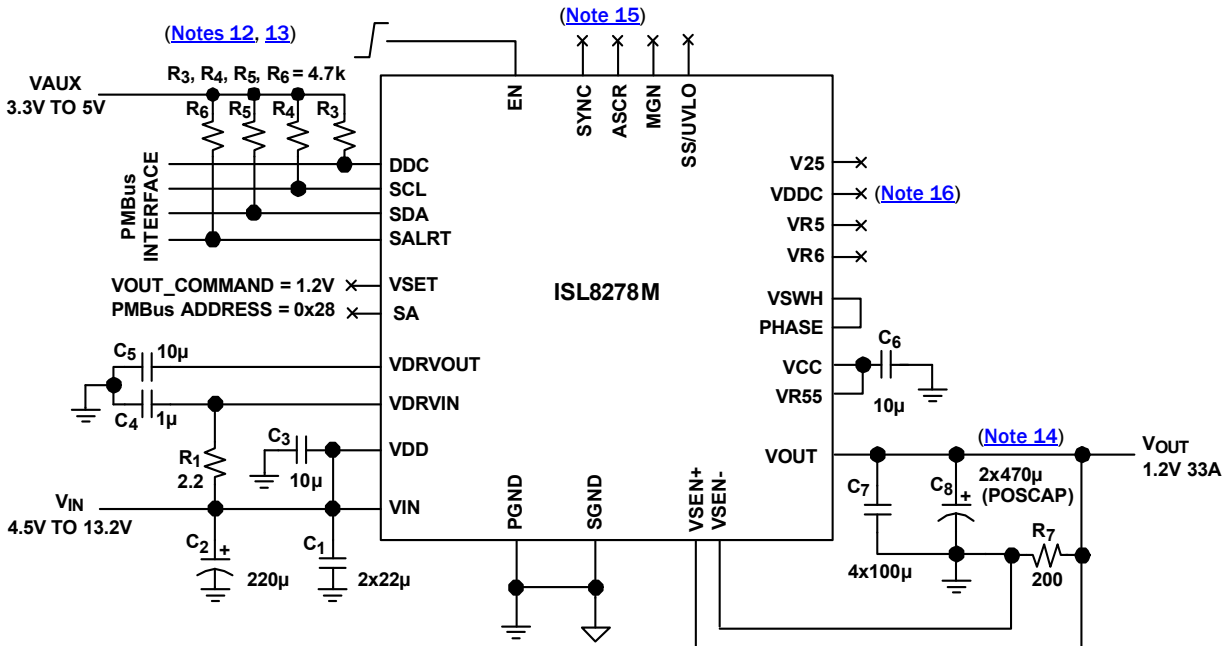 (Notes 12, 13)
(Note 15)
VAUX
3.3V TO 5V
R3, R4, R5, R6 = 4.7k
R6
R5
R4
R3
EN
SYNC
ASCR
MGN
SS/UVLO
PMBus
INTERFACE
DDC
SCL
SDA
SALRT
V25
VDDC
(Note 16)
VR5
VR6
VOUT_COMMAND = 1.2V
VSET
PMBus ADDRESS = 0x28
SA
ISL8278M
VSWH
PHASE
C5
10µ
VDRVOUT
VCC
C6
VR55
10µ
C4
1µ
VDRVIN
R1
2.2
C3
10µ
VDD
VOUT
(Note 14)
VOUT
1.2V 33A
VIN
4.5V TO 13.2V
VIN
PGND
SGND
VSEN+
VSEN-
C7
4x100µ
C8
+
2x470µ
(POSCAP)
R7
200
C2
+
220µ
C1
2x22µ